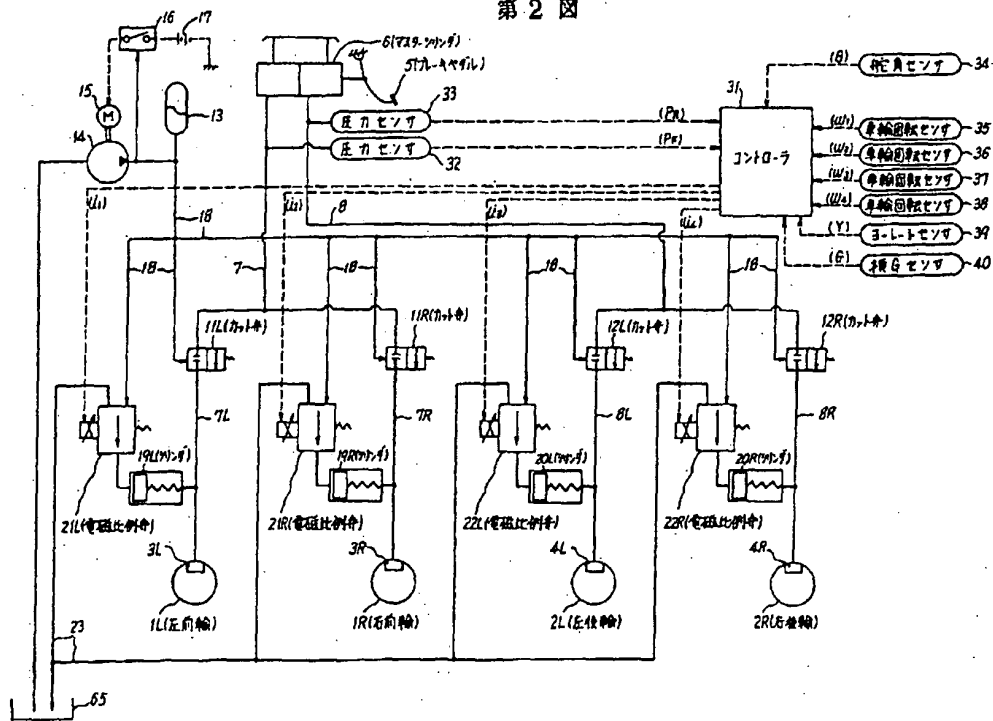 第2図
16
17
6(マスターシリンダ)
5(ブレーキペダル)
15
M
14
13
33
圧力センサ
(PR)
圧力センサ
(PF)
32
31
コントローラ
(θ)
舵角センサ
34
(ω1)
車輪回転センサ
35
(ω2)
車輪回転センサ
36
(ω3)
車輪回転センサ
37
(ω4)
車輪回転センサ
38
(Y)
ヨーレートセンサ
39
(G)
横Gセンサ
40
(i1)
(i2)
(i3)
(i4)
18
18
8
7
18
18
18
18
11L(カット弁)
11R(カット弁)
12L(カット弁)
12R(カット弁)
7L
7R
8L
8R
19L(シリンダ)
19R(シリンダ)
20L(シリンダ)
20R(シリンダ)
21L(電磁比例弁)
21R(電磁比例弁)
22L(電磁比例弁)
22R(電磁比例弁)
3L
3R
4L
4R
1L(左前輪)
1R(右前輪)
2L(左後輪)
2R(右後輪)
23
65